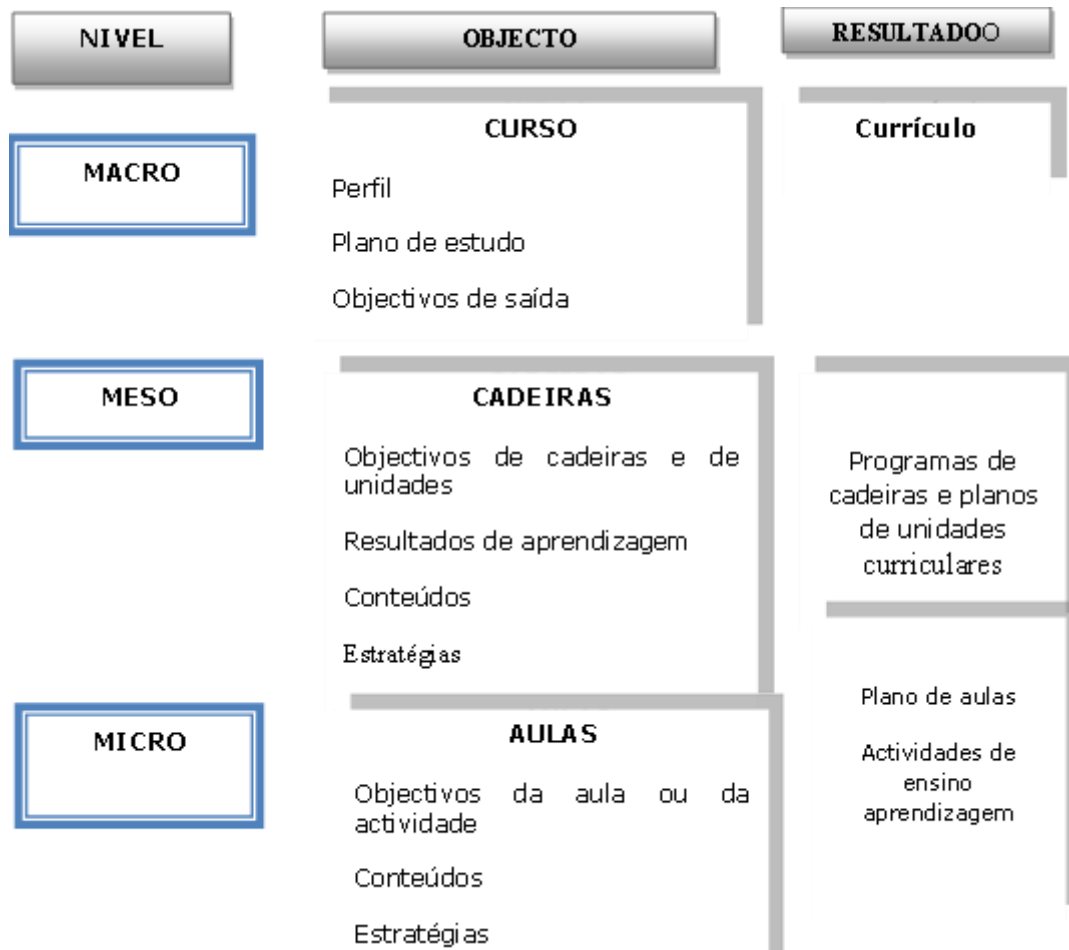 NIVEL
OBJECTO
RESULTADOO
MACRO
CURSO
Perfil
Plano de estudo
Objectivos de saída
Currículo
MESO
CADEIRAS
Objectivos de cadeiras e de
unidades
Resultados de aprendizagem
Conteúdos
Estratégias
Programas de
cadeiras e planos
de unidades
curriculares
MICRO
AULAS
Objectivos da aula ou da
actividade
Conteúdos
Estratégias
Plano de aulas
Actividades de
ensino
aprendizagem